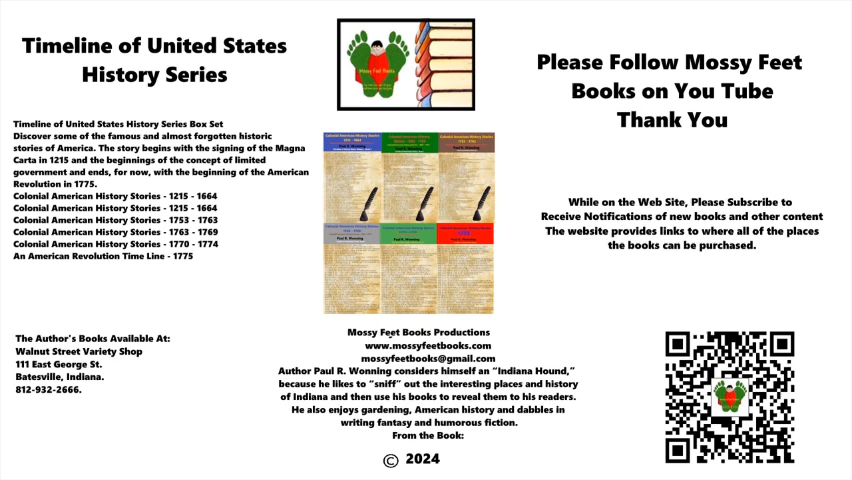 Timeline of United States
History Series
Timeline of United States History Series Box Set
Discover some of the famous and almost forgotten historic
stories of America. The story begins with the signing of the Magna
Carta in 1215 and the beginnings of the concept of limited
government and ends, for now, with the beginning of the American
Revolution in 1775.
Colonial American History Stories - 1215 - 1664
Colonial American History Stories - 1215 - 1664
Colonial American History Stories - 1753 - 1763
Colonial American History Stories - 1763 - 1769
Colonial American History Stories - 1770 - 1774
An American Revolution Time Line - 1775
The Author's Books Available At:
Walnut Street Variety Shop
111 East George St.
Batesville, Indiana.
812-932-2666.
Mossy Feet Books
Mossy Feet Books Productions
www.mossyfeetbooks.com
mossyfeetbooks@gmail.com
Author Paul R. Wonning considers himself an “Indiana Hound,”
because he likes to “sniff” out the interesting places and history
of Indiana and then use his books to reveal them to his readers.
He also enjoys gardening, American history and dabbles in
writing fantasy and humorous fiction.
From the Book:
© 2024
Please Follow Mossy Feet
Books on You Tube
Thank You
While on the Web Site, Please Subscribe to
Receive Notifications of new books and other content
The website provides links to where all of the places
the books can be purchased.